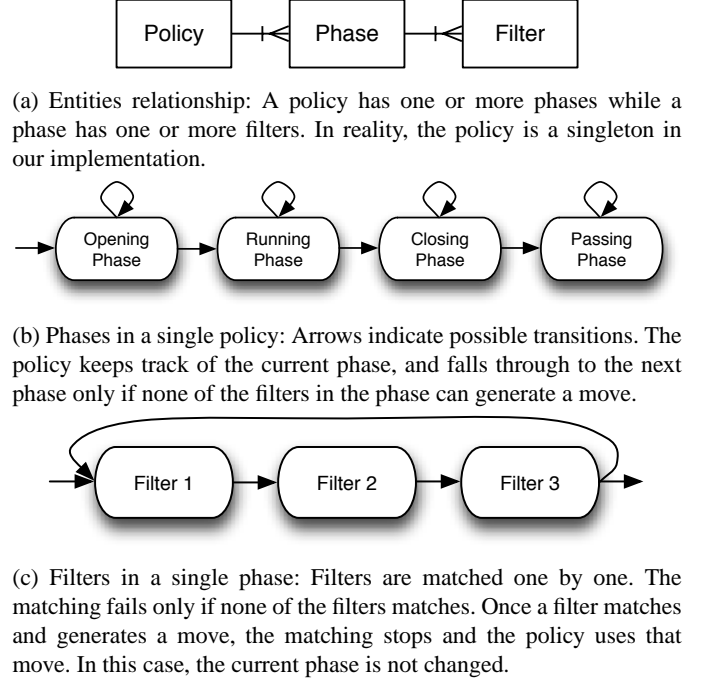 Policy Phase Filter
(a) Entities relationship: A policy has one or more phases while a
phase has one or more filters. In reality, the policy is a singleton in
our implementation.
Opening Running Closing Passing
Phase Phase Phase Phase
(b) Phases in a single policy: Arrows indicate possible transitions. The
policy keeps track of the current phase, and falls through to the next
phase only if none of the filters in the phase can generate a move.
Filter 1 Filter 2 Filter 3
(c) Filters in a single phase: Filters are matched one by one. The
matching fails only if none of the filters matches. Once a filter matches
and generates a move, the matching stops and the policy uses that
move. In this case, the current phase is not changed.